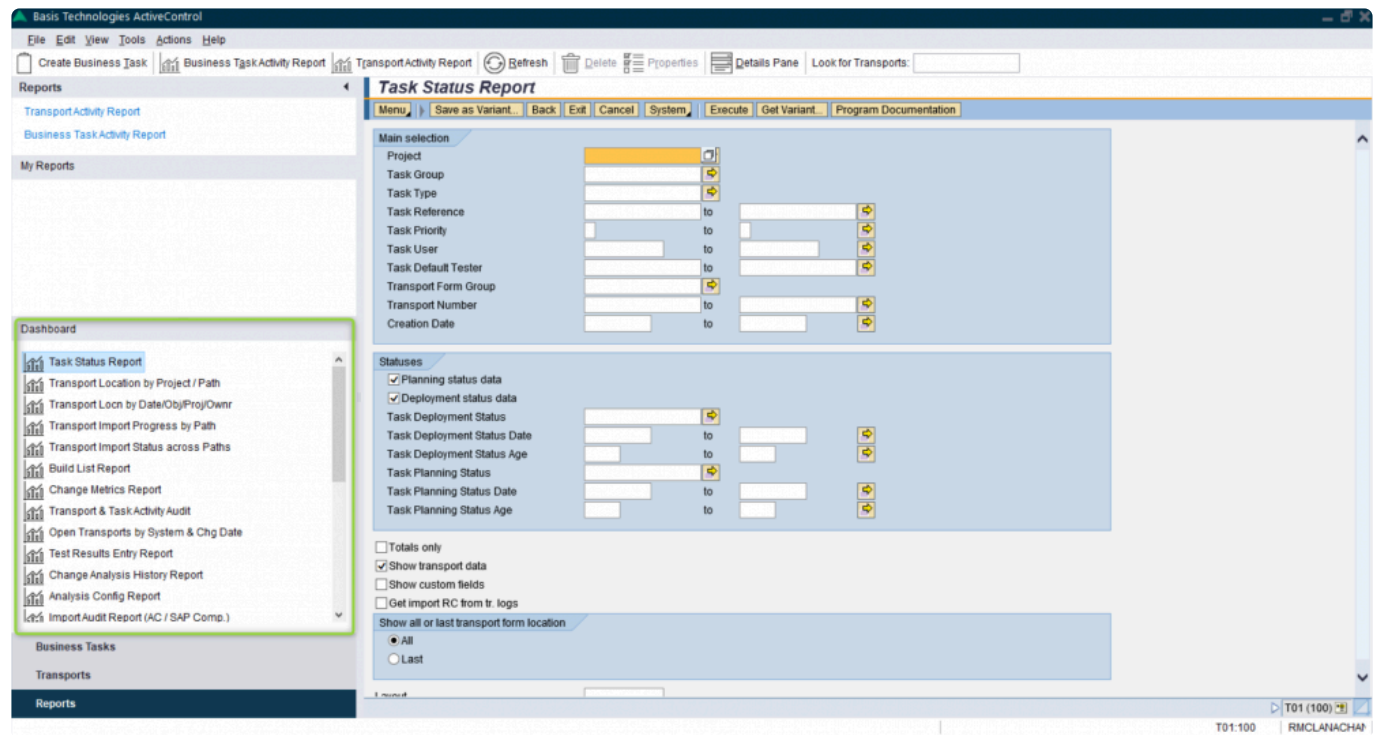 Basis Technologies ActiveControl
File Edit View Tools Actions Help
Create Business Task Business Task Activity Report Transport Activity Report Refresh Delete Properties Details Pane Look for Transports:
Reports
Transport Activity Report
Business Task Activity Report
My Reports
Dashboard
Task Status Report
Transport Location by Project / Path
Transport Locn by Date/Obj/Proj/Ownr
Transport Import Progress by Path
Transport Import Status across Paths
Build List Report
Change Metrics Report
Transport & Task Activity Audit
Open Transports by System & Chg Date
Test Results Entry Report
Change Analysis History Report
Analysis Config Report
Import Audit Report (AC / SAP Comp.)
Business Tasks
Transports
Reports
Task Status Report
Menu Save as Variant... Back Exit Cancel System Execute Get Variant... Program Documentation
Main selection
Project
Task Group
Task Type
Task Reference to
Task Priority to
Task User to
Task Default Tester to
Transport Form Group
Transport Number to
Creation Date to
Statuses
Planning status data
Deployment status data
Task Deployment Status
Task Deployment Status Date to
Task Deployment Status Age to
Task Planning Status
Task Planning Status Date to
Task Planning Status Age to
Totals only
Show transport data
Show custom fields
Get import RC from tr. logs
Show all or last transport form location
All
Last
Layout
T01 (100)
T01:100 RMCLANACHAN